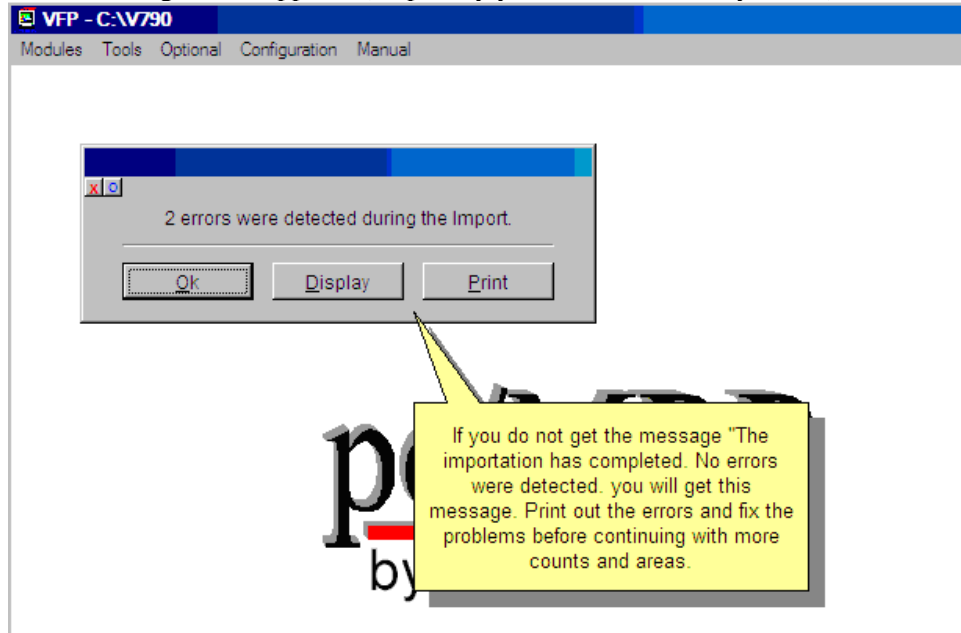 VFP - C:\V790
Modules Tools Optional Configuration Manual
x o
2 errors were detected during the Import.
Ok Display Print
If you do not get the message "The
importation has completed. No errors
were detected. you will get this
message. Print out the errors and fix the
problems before continuing with more
counts and areas.
by